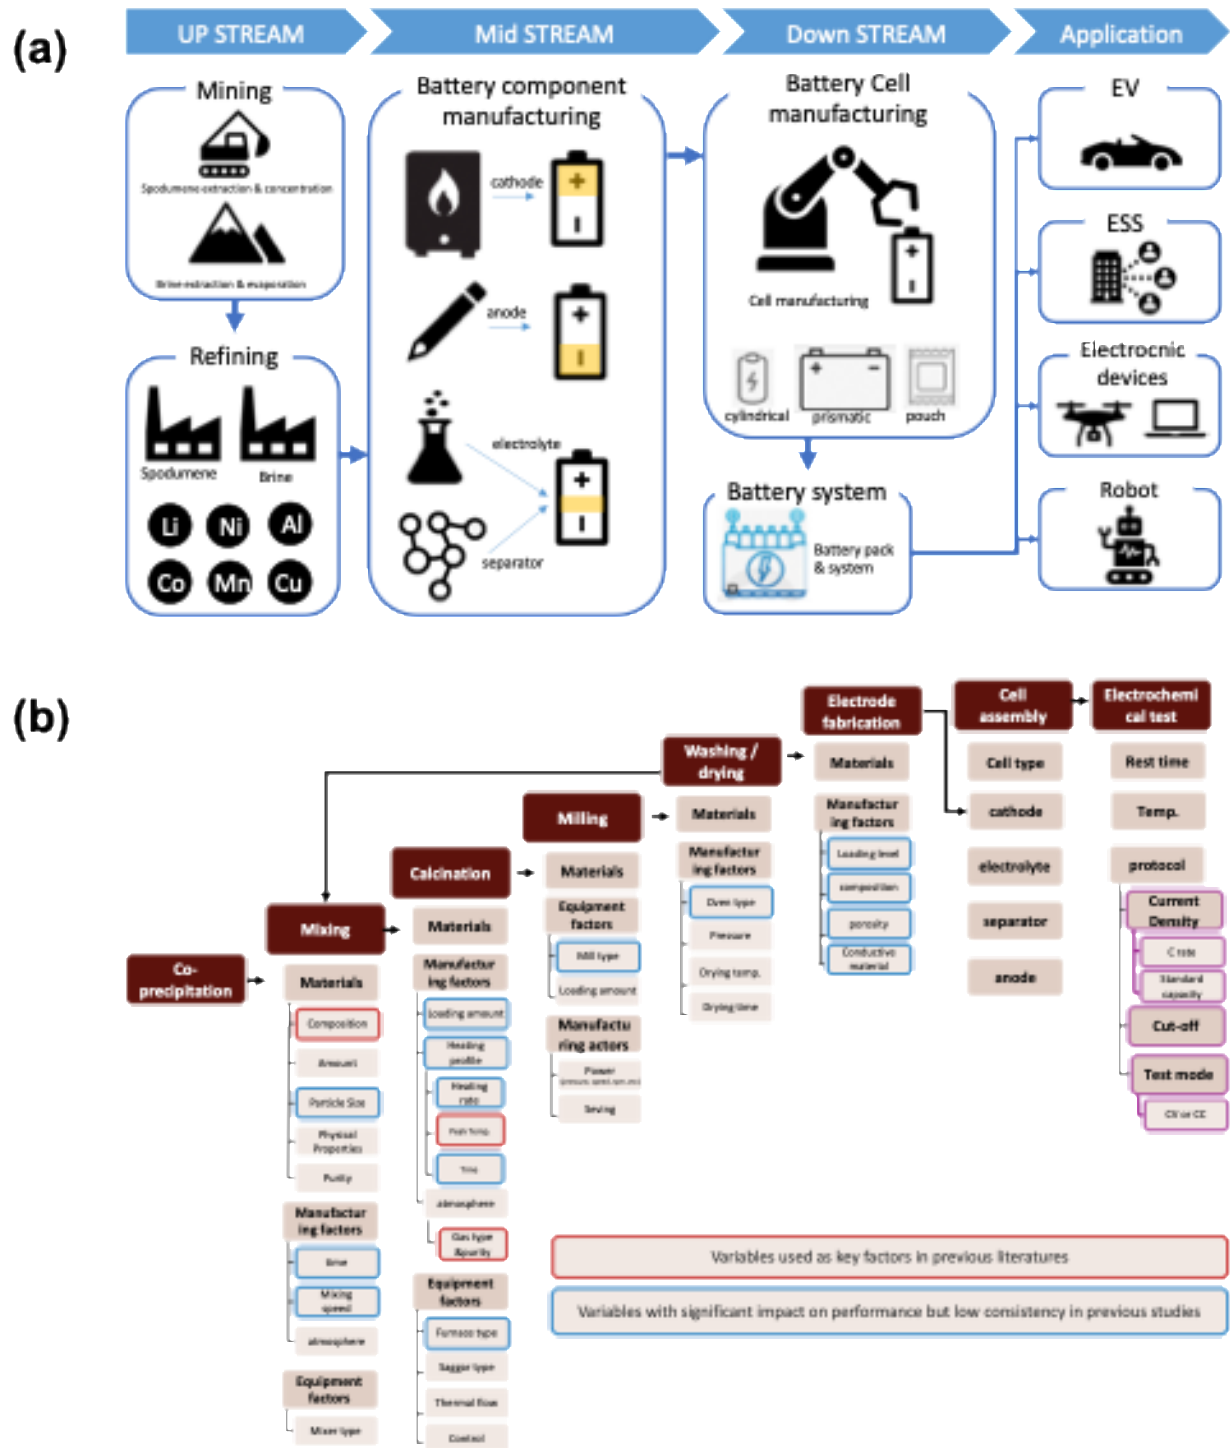 (a)
UP STREAM
Mid STREAM
Down STREAM
Application
Mining
Spodumene extraction & concentration
Brine extraction & evaporation
Refining
Spodumene
Brine
Li
Ni
Al
Co
Mn
Cu
Battery component
manufacturing
cathode
+
anode
+
electrolyte
+
separator
Battery Cell
manufacturing
+
Cell manufacturing
+
-
cylindrical
prismatic
pouch
Battery system
Battery pack
& system
EV
ESS
Electrocnic
devices
Robot
(b)
Co-
precipitation
Mixing
Materials
Composition
Amount
Particle Size
Physical
Properties
Purity
Manufactur
ing factors
time
Mixing
speed
atmosphere
Equipment
factors
Mixer type
Calcination
Materials
Manufactur
ing factors
Loading amount
Heating
profile
Heating
rate
Peak Temp.
Time
atmosphere
Gas type
&purity
Equipment
factors
Furnace type
Saggar type
Thermal flow
Control
Milling
Materials
Equipment
factors
Mill type
Loading amount
Manufactu
ring actors
Power
Seving
Washing /
drying
Materials
Manufactur
ing factors
Oven type
Pressure
Drying temp.
Drying time
Electrode
fabrication
Materials
Manufactur
ing factors
Loading level
composition
porosity
Conductive
material
Cell
assembly
Cell type
cathode
electrolyte
separator
anode
Electrochemi
cal test
Rest time
Temp.
protocol
Current
Density
C rate
Standard
capacity
Cut-off
Test mode
CV or CC
Variables used as key factors in previous literatures
Variables with significant impact on performance but low consistency in previous studies